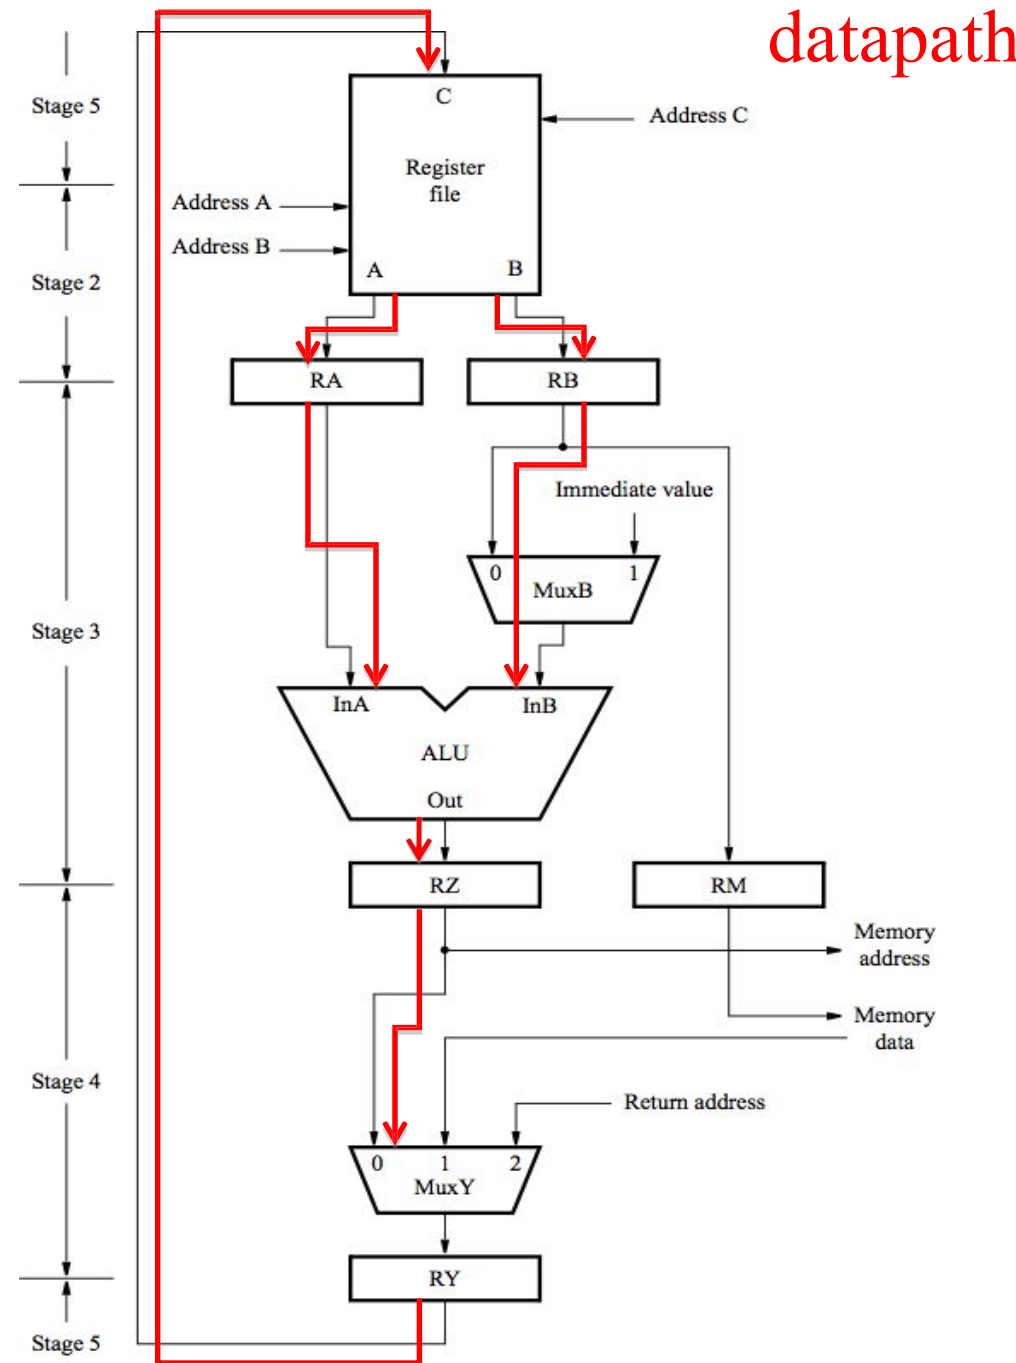 datapath
Stage 5
C
Address C
Register
file
Address A
Address B
A
B
Stage 2
RA
RB
Immediate value
0
1
MuxB
Stage 3
InA
InB
ALU
Out
RZ
RM
Memory
address
Memory
data
Stage 4
Return address
0
1
2
MuxY
RY
Stage 5